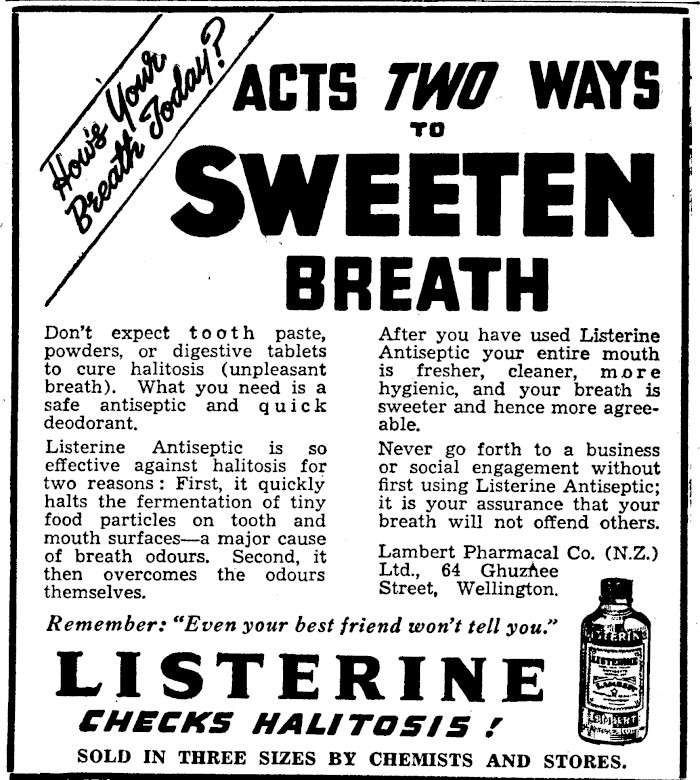 How's Your
Breath Today?
ACTS TWO WAYS
TO
SWEETEN
BREATH
Don't expect tooth paste,
powders, or digestive tablets
to cure halitosis (unpleasant
breath). What you need is a
safe antiseptic and quick
deodorant.
Listerine Antiseptic is so
effective against halitosis for
two reasons: First, it quickly
halts the fermentation of tiny
food particles on tooth and
mouth surfaces—a major cause
of breath odours. Second, it
then overcomes the odours
themselves.
After you have used Listerine
Antiseptic your entire mouth
is fresher, cleaner, more
hygienic, and your breath is
sweeter and hence more agree-
able.
Never go forth to a business
or social engagement without
first using Listerine Antiseptic;
it is your assurance that your
breath will not offend others.
Lambert Pharmacal Co. (N.Z.)
Ltd., 64 Ghuznee
Street, Wellington.
Remember: "Even your best friend won't tell you."
LISTERINE
CHECKS HALITOSIS!
SOLD IN THREE SIZES BY CHEMISTS AND STORES.
LISTERINE
LISTERINE
LAMBERT
LAMBERT